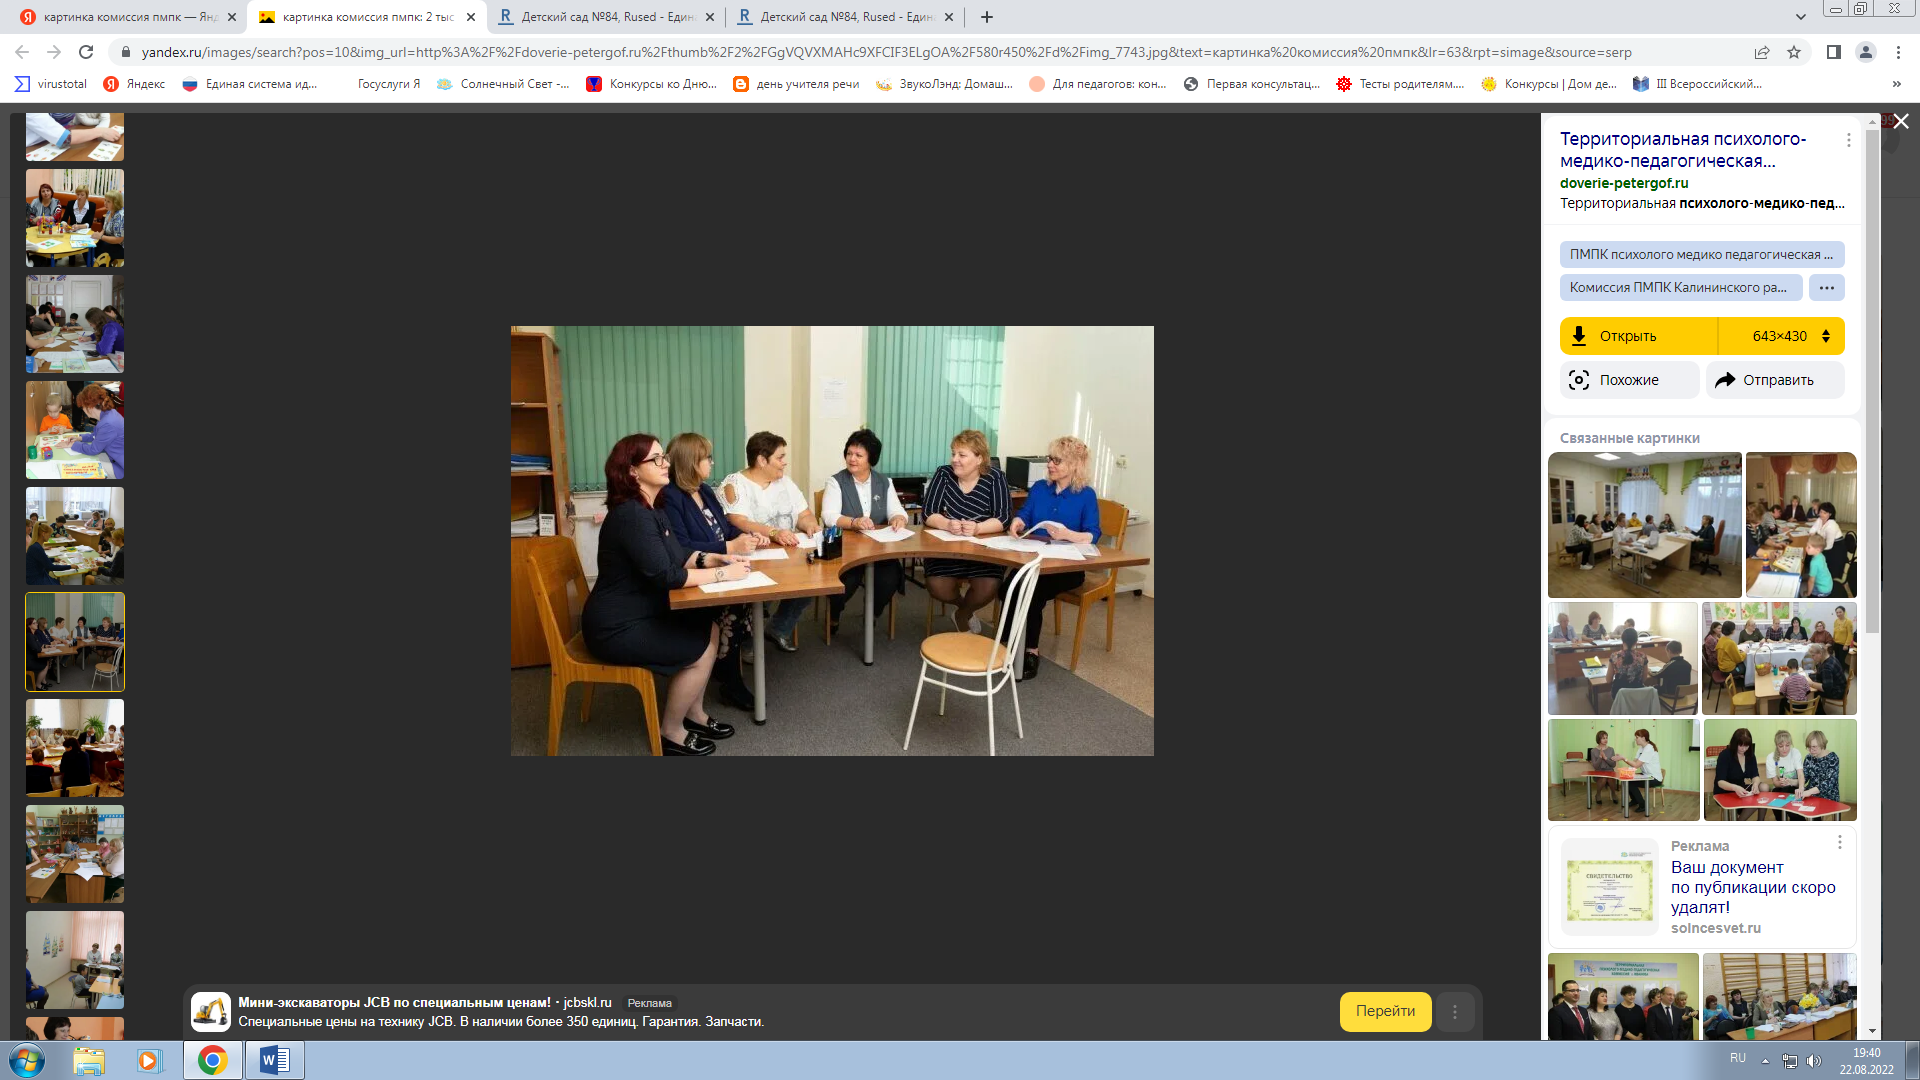 картинка комиссия пмпк — Янд
картинка комиссия пмпк: 2 тыс
Детский сад №84, Rused - Един
Детский сад №84, Rused - Един
yandex.ru/images/search?pos=10&img_url=http%3A%2F%2Fdoverie-petergof.ru%2Fthumb%2F2%2FGgVQVXMAHc9XFCIF3ELgOA%2F580r450%2Fd%2Fimg_7743.jpg&text=картинка%20комиссия%20пмпк&lr=63&rpt=simage&source=serp
virustotal
Яндекс
Единая система ид...
Госуслуги Я
Солнечный Свет -...
Конкурсы ко Дню...
день учителя речи
ЗвукоЛэнд: Домаш...
Для педагогов: кон...
Первая консультац...
Тесты родителям....
Конкурсы | Дом де...
III Всероссийский...
»
Территориальная психолого-
медико-педагогическая...
doverie-petergof.ru
Территориальная психолого-медико-пед...
ПМПК психолого медико педагогическая ...
Комиссия ПМПК Калининского ра...
Открыть
643×430
Похожие
Отправить
Связанные картинки
Реклама
Ваш документ
по публикации скоро
удалят!
solncesvet.ru
СВИДЕТЕЛЬСТВО
Мини-экскаваторы JCB по специальным ценам! · jcbskl.ru Реклама
Специальные цены на технику JCB. В наличии более 350 единиц. Гарантия. Запчасти.
Перейти
RU
19:40
22.08.2022